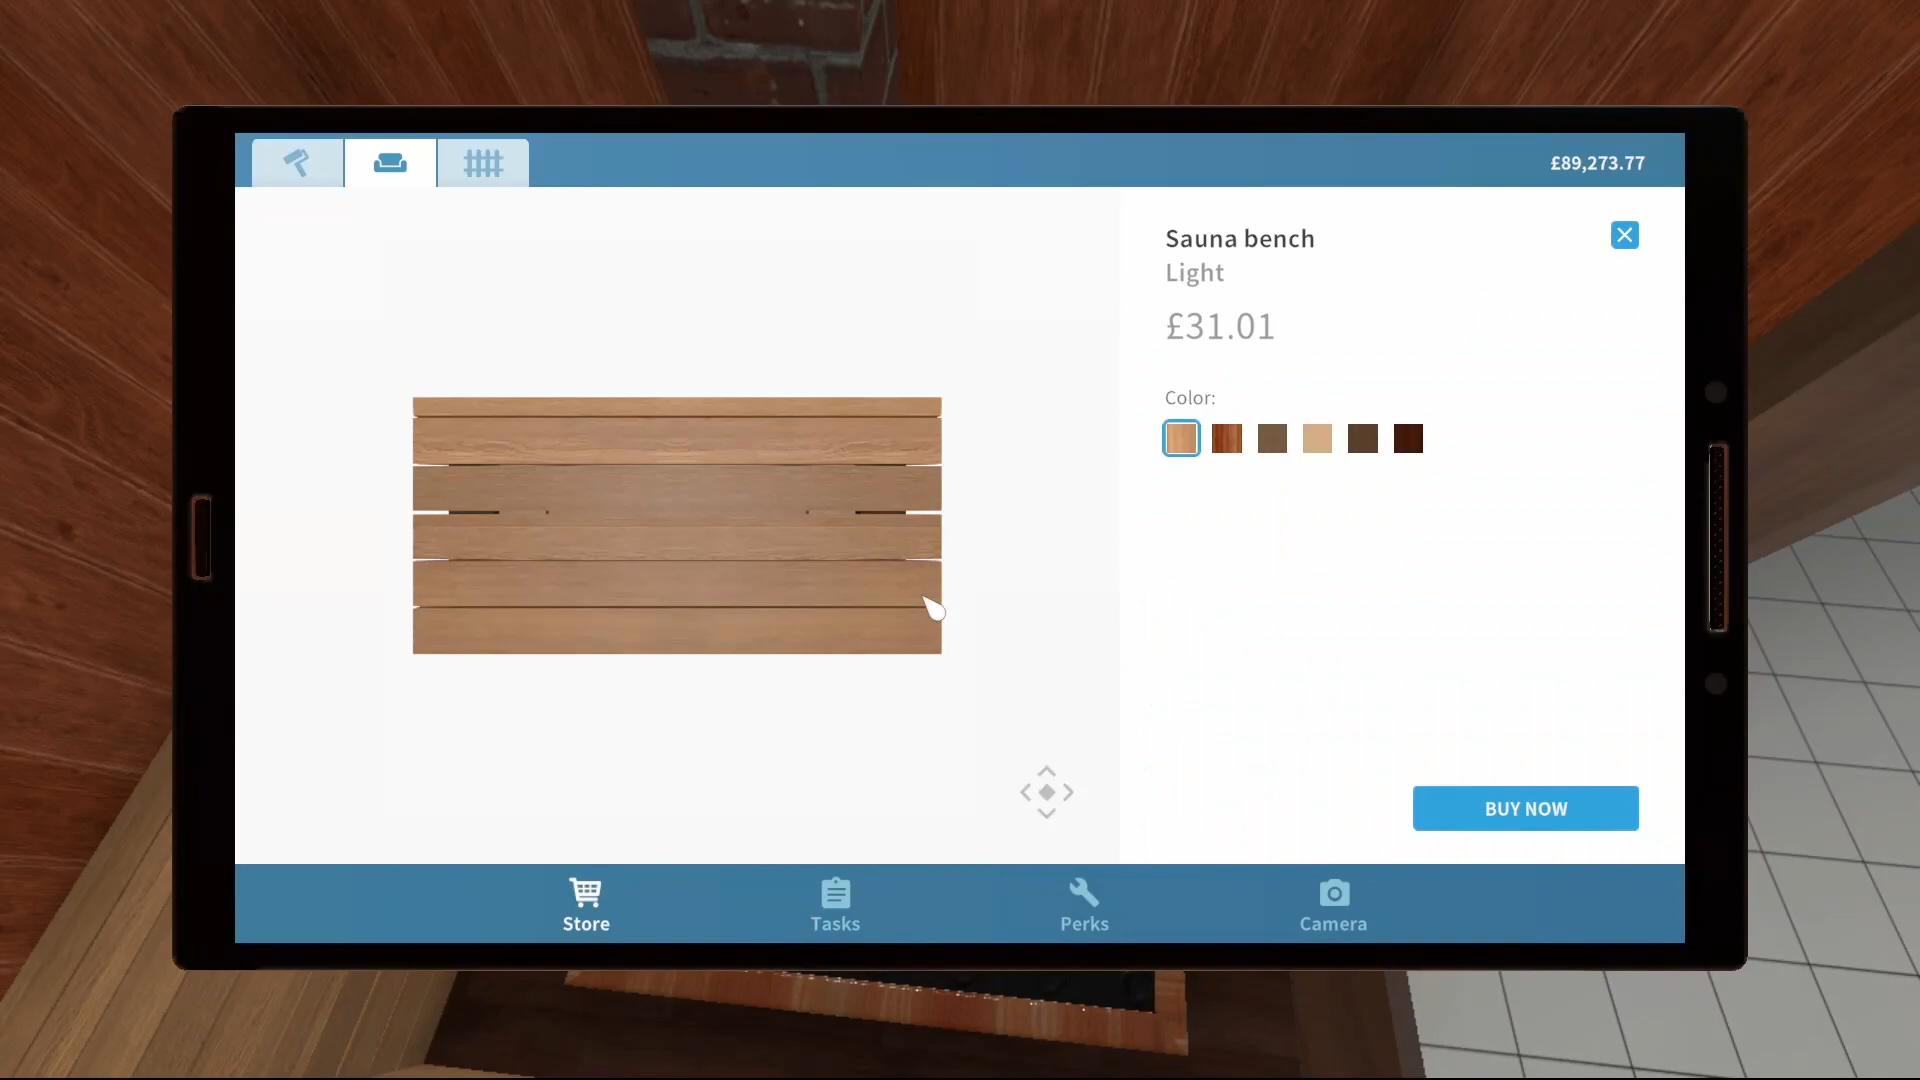 £89,273.77
Sauna bench
Light
£31.01
Color:
BUY NOW
Store
Tasks
Perks
Camera